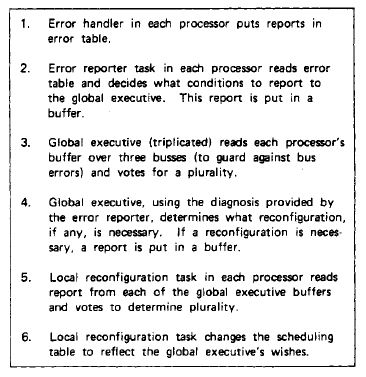 1. Error handler in each processor puts reports in
error table.
2. Error reporter task in each processor reads error
table and decides what conditions to report to
the global executive. This report is put in a
buffer.
3. Global executive (triplicated) reads each processor's
buffer over three busses (to guard against bus
errors) and votes for a plurality.
4. Global executive, using the diagnosis provided by
the error reporter, determines what reconfiguration,
if any, is necessary. If a reconfiguration is neces-
sary, a report is put in a buffer.
5. Local reconfiguration task in each processor reads
report from each of the global executive buffers
and votes to determine plurality.
6. Local reconfiguration task changes the scheduling
table to reflect the global executive's wishes.